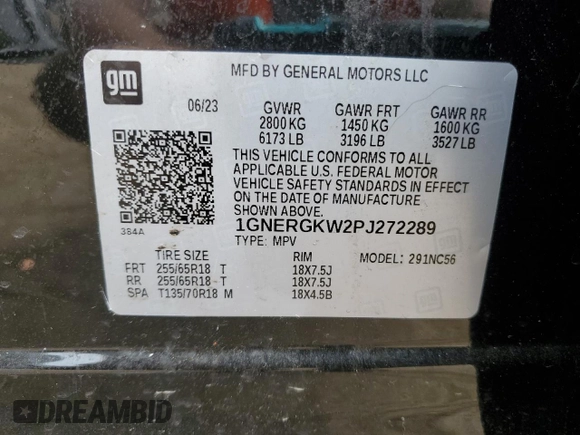 gm
MFD BY GENERAL MOTORS LLC
06/23 GVWR GAWR FRT GAWR RR
2800 KG 1450 KG 1600 KG
6173 LB 3196 LB 3527 LB
THIS VEHICLE CONFORMS TO ALL
APPLICABLE U.S. FEDERAL MOTOR
VEHICLE SAFETY STANDARDS IN EFFECT
ON THE DATE OF MANUFACTURE
SHOWN ABOVE.
384A 1GNERGKW2PJ272289
TYPE: MPV MODEL: 291NC56
TIRE SIZE RIM
FRT 255/65R18 T 18X7.5J
RR 255/65R18 T 18X7.5J
SPA T135/70R18 M 18X4.5B
DREAMBID